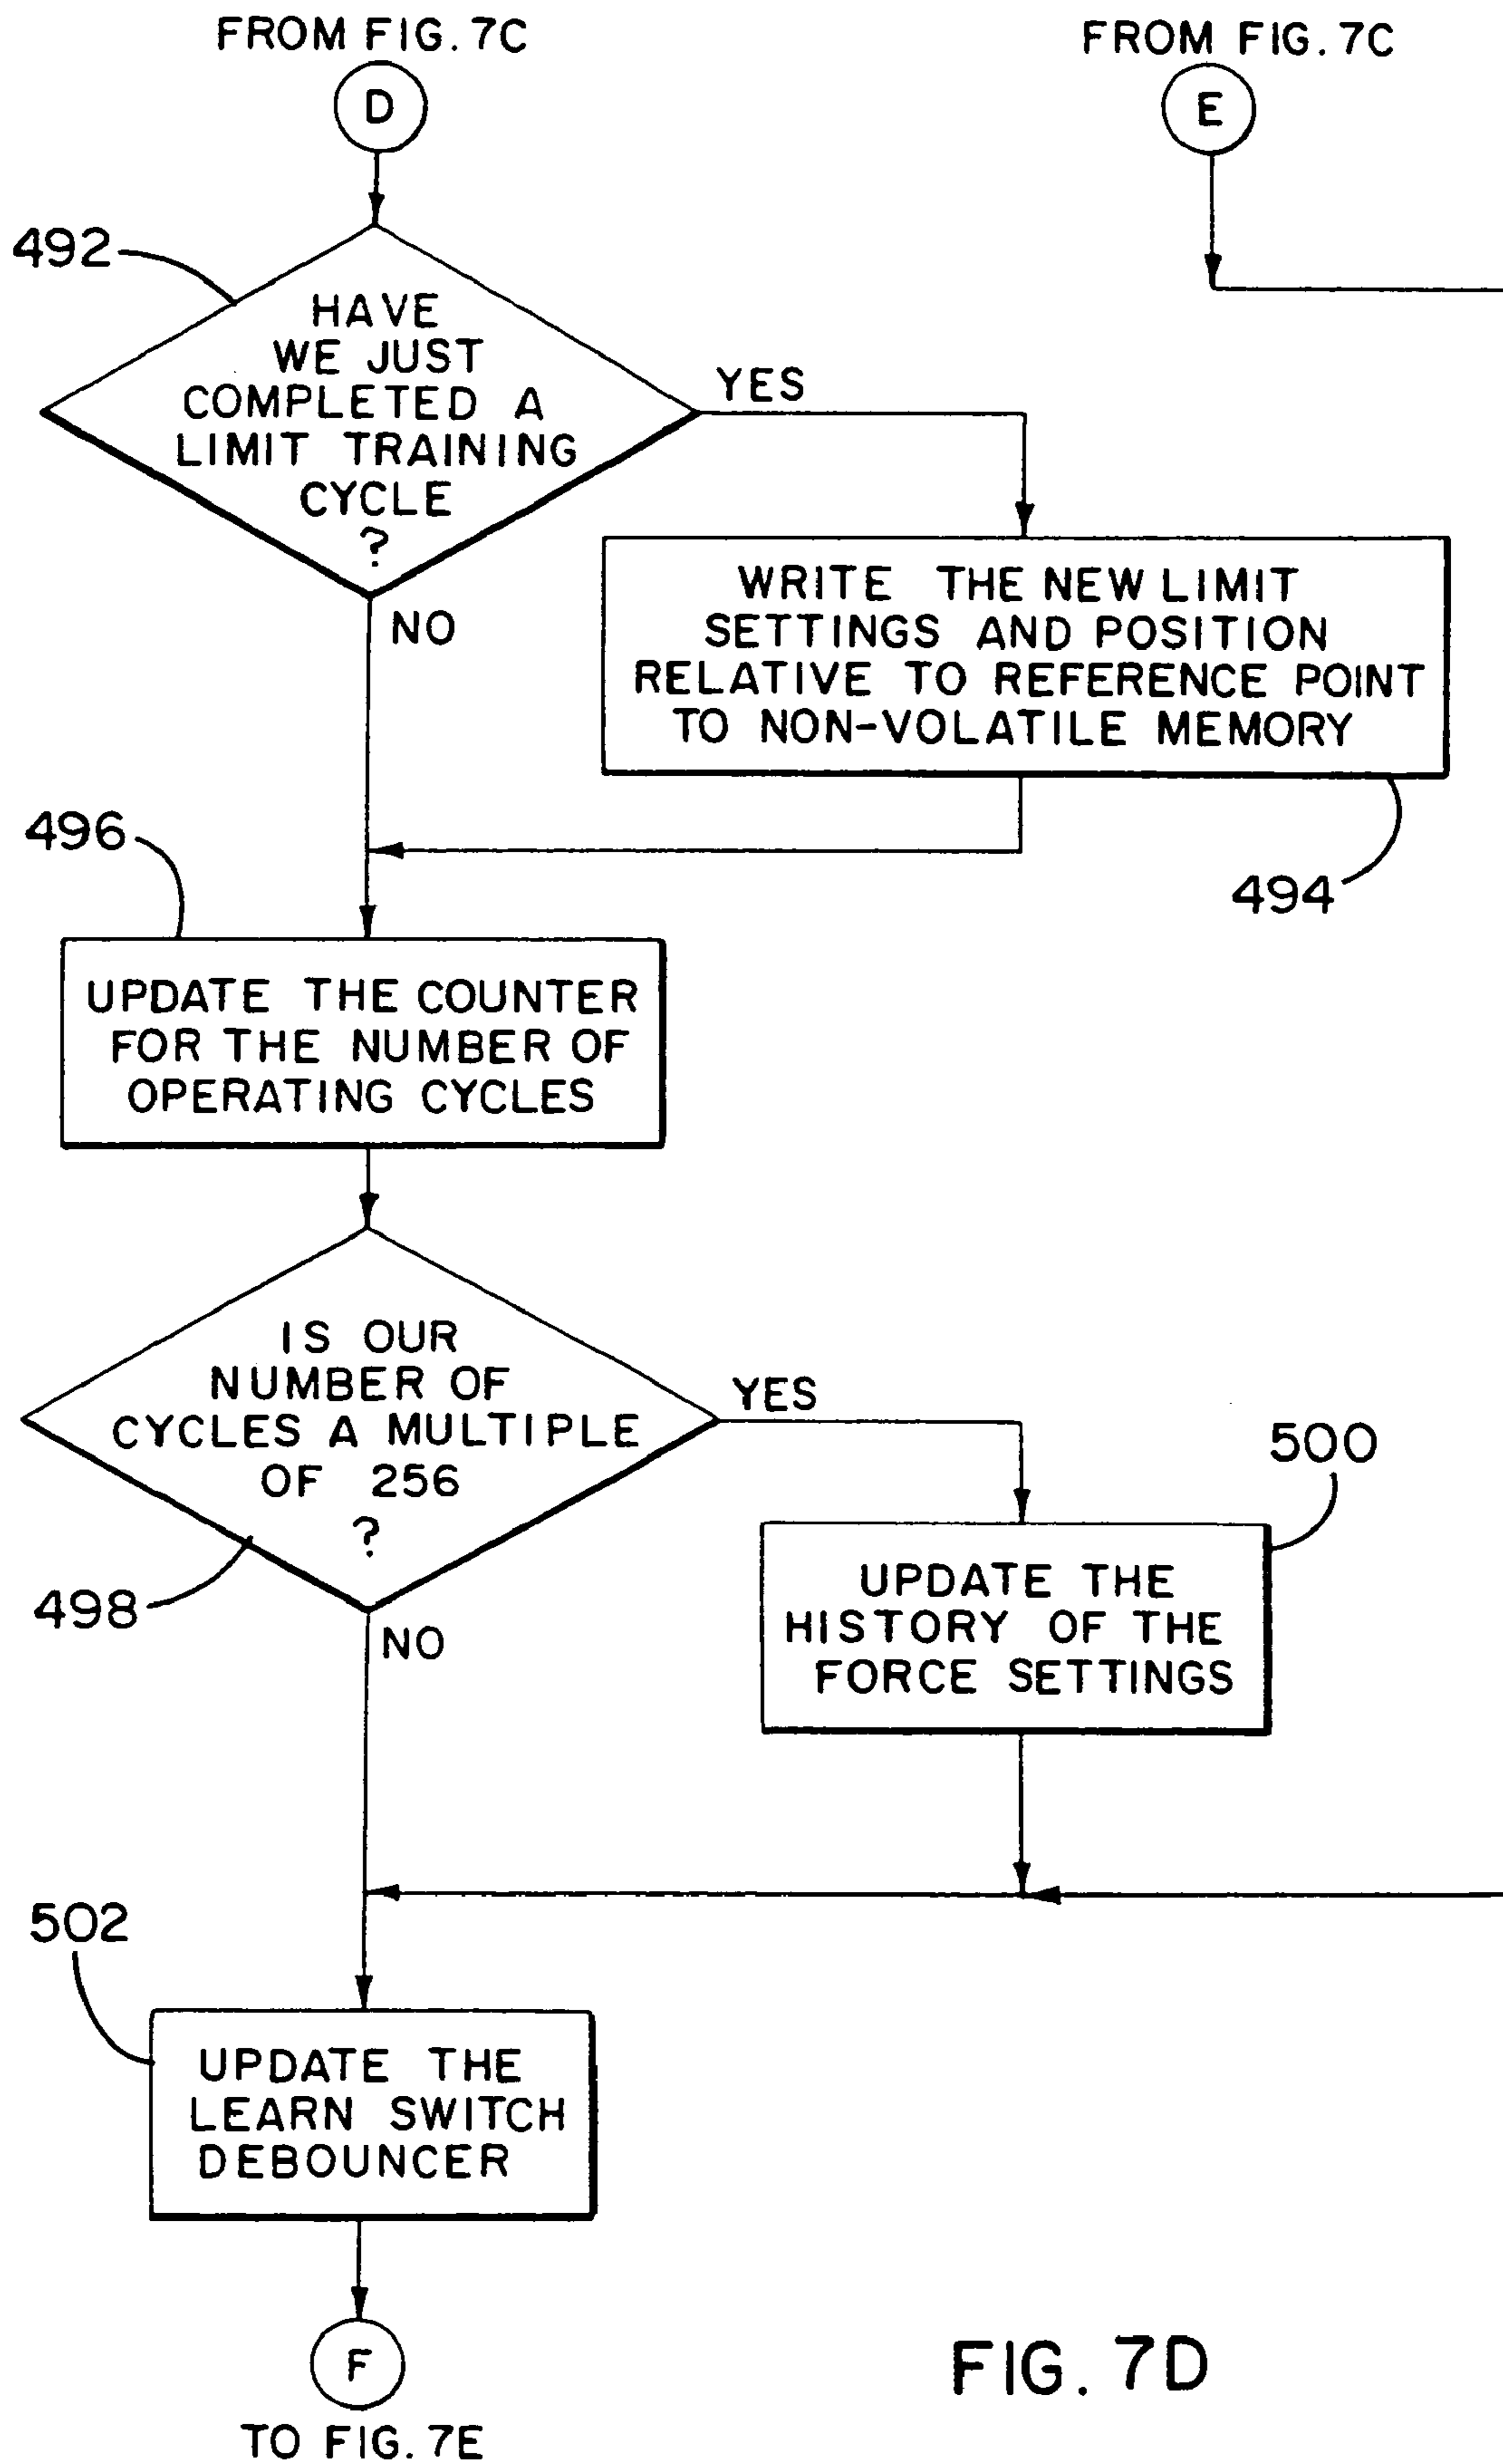 FROM FIG. 7C
D
FROM FIG. 7C
E
492
HAVE
WE JUST
COMPLETED A
LIMIT TRAINING
CYCLE
?
YES
NO
WRITE THE NEW LIMIT
SETTINGS AND POSITION
RELATIVE TO REFERENCE POINT
TO NON-VOLATILE MEMORY
494
496
UPDATE THE COUNTER
FOR THE NUMBER OF
OPERATING CYCLES
IS OUR
NUMBER OF
CYCLES A MULTIPLE
OF 256
?
YES
NO
498
500
UPDATE THE
HISTORY OF THE
FORCE SETTINGS
502
UPDATE THE
LEARN SWITCH
DEBOUNCER
F
TO FIG. 7E
FIG. 7D